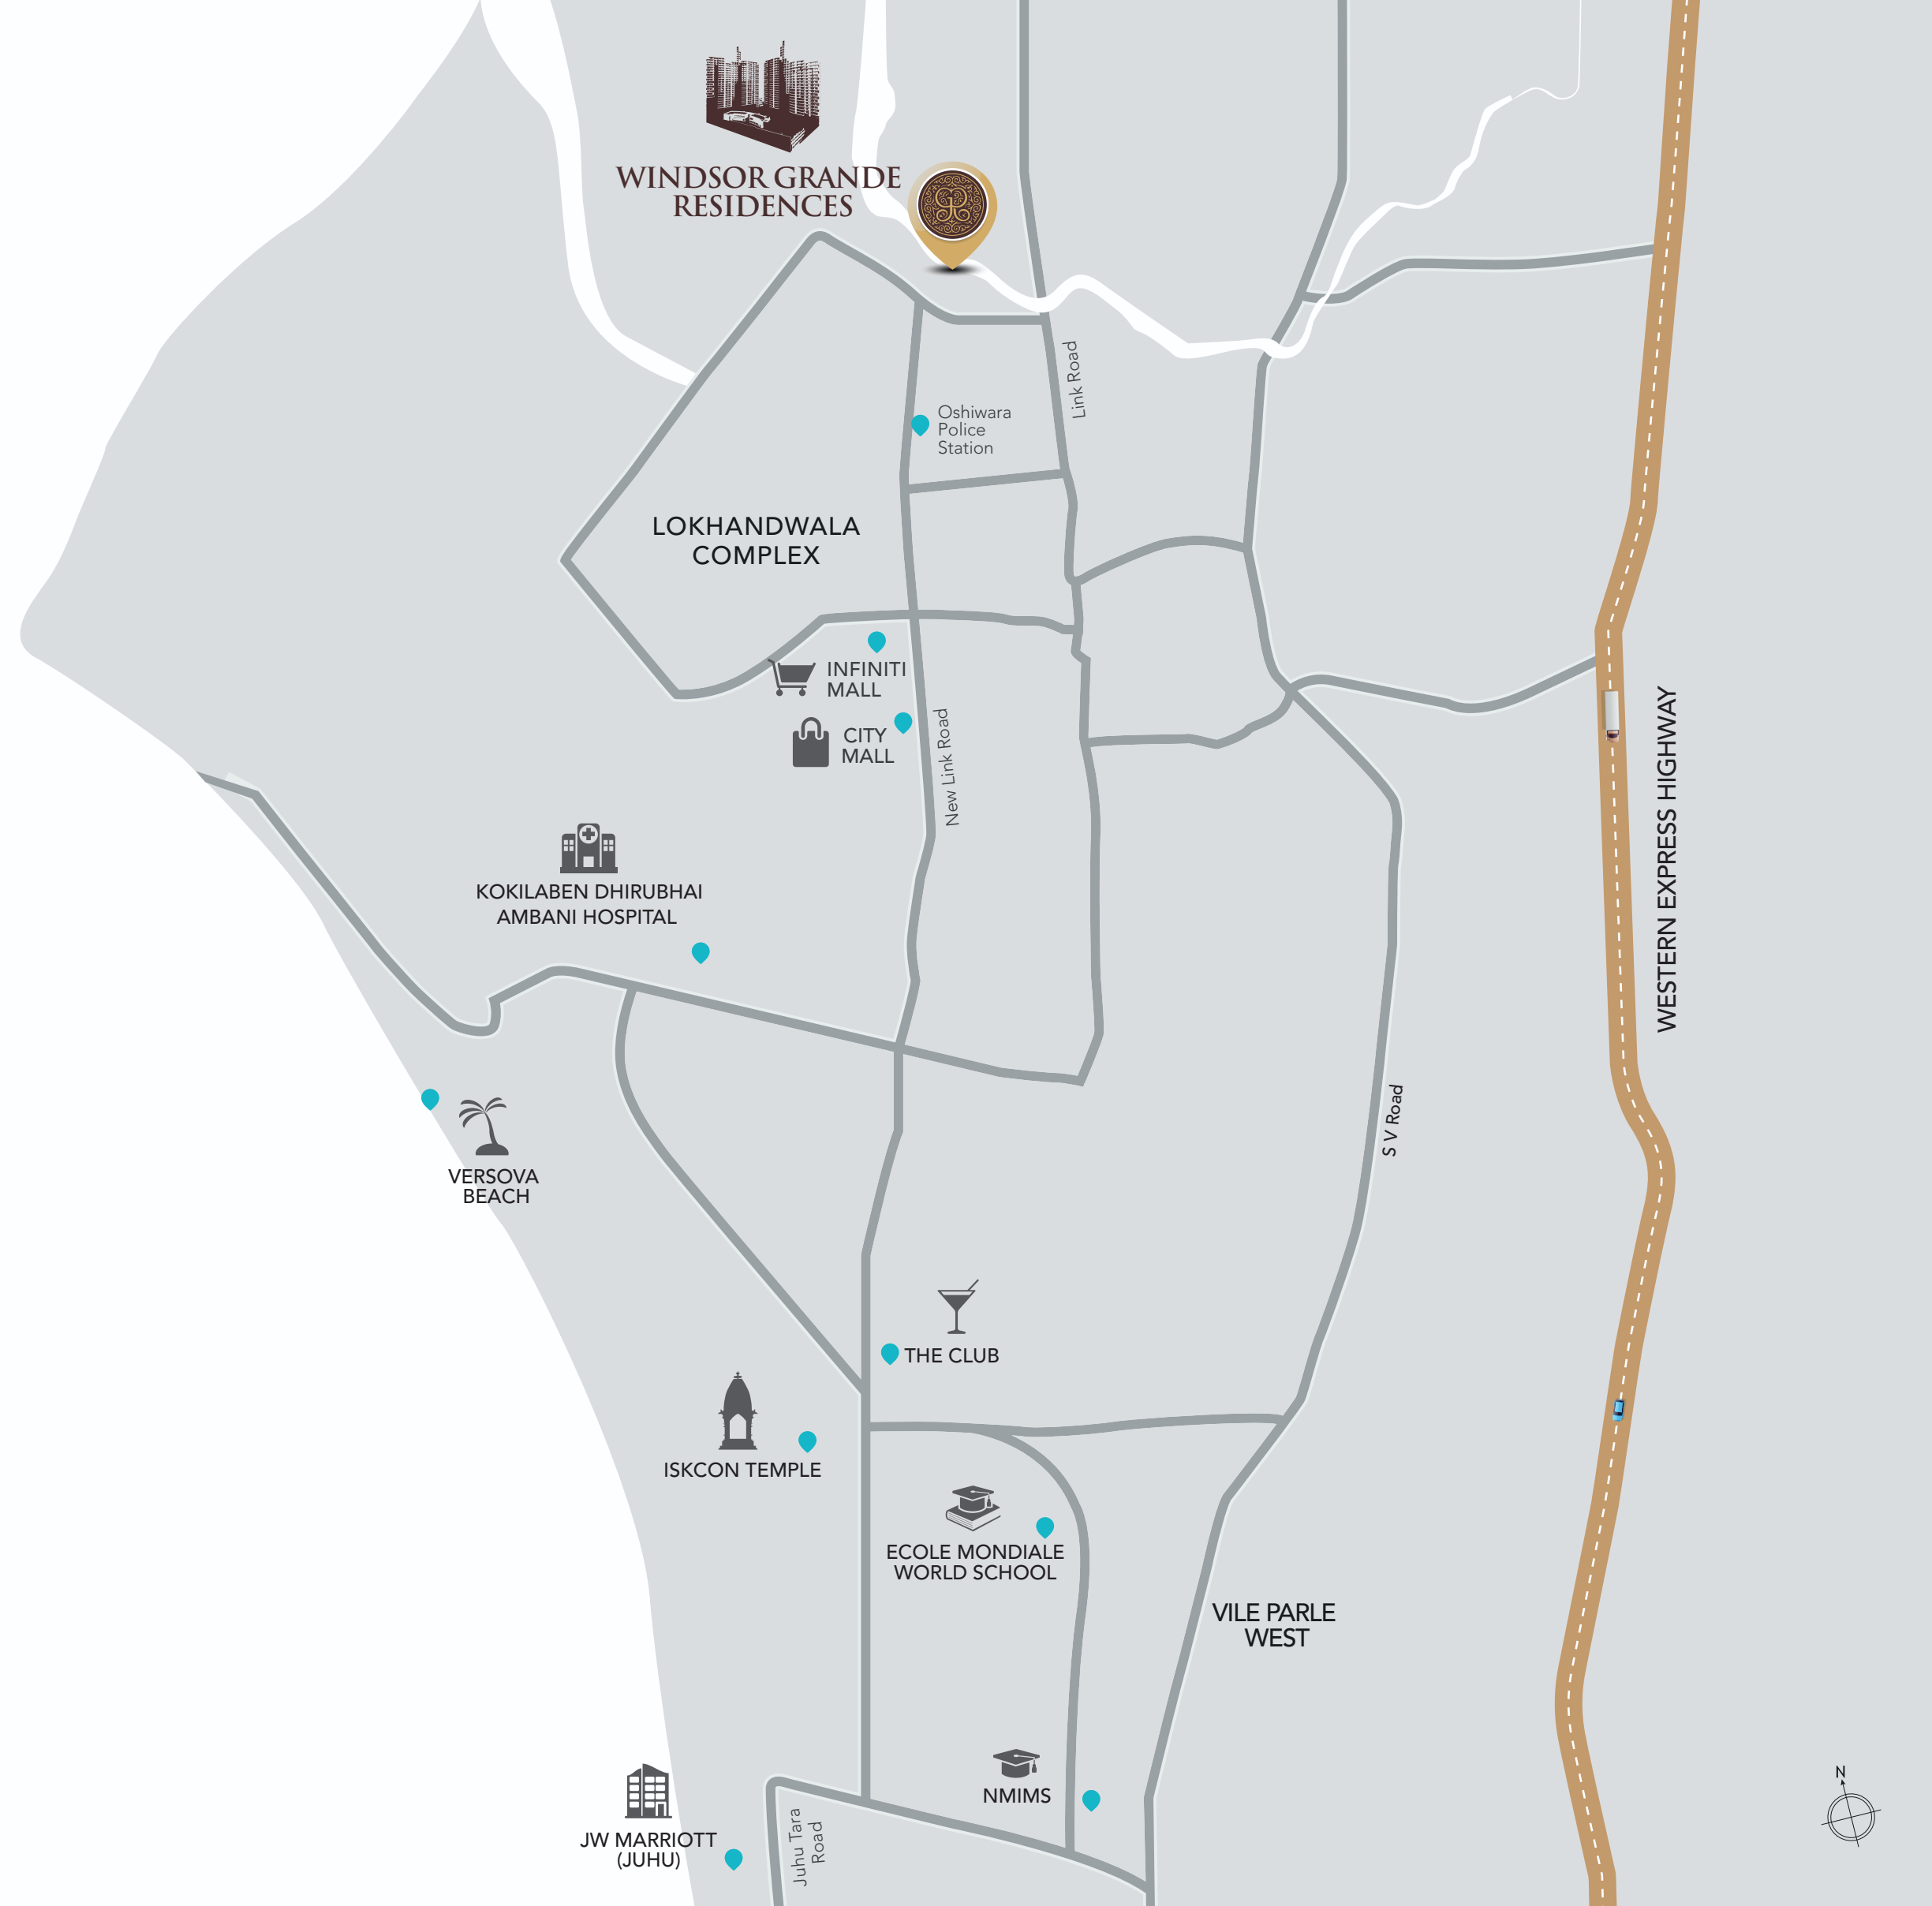 WINDSOR GRANDE
RESIDENCES
Link Road
Oshiwara
Police
Station
LOKHANDWALA
COMPLEX
INFINITI
MALL
CITY
MALL
New Link Road
WESTERN EXPRESS HIGHWAY
KOKILABEN DHIRUBHAI
AMBANI HOSPITAL
S V Road
VERSOVA
BEACH
THE CLUB
ISKCON TEMPLE
ECOLE MONDIALE
WORLD SCHOOL
VILE PARLE
WEST
NMIMS
N
JW MARRIOTT
(JUHU)
Juhu Tara
Road